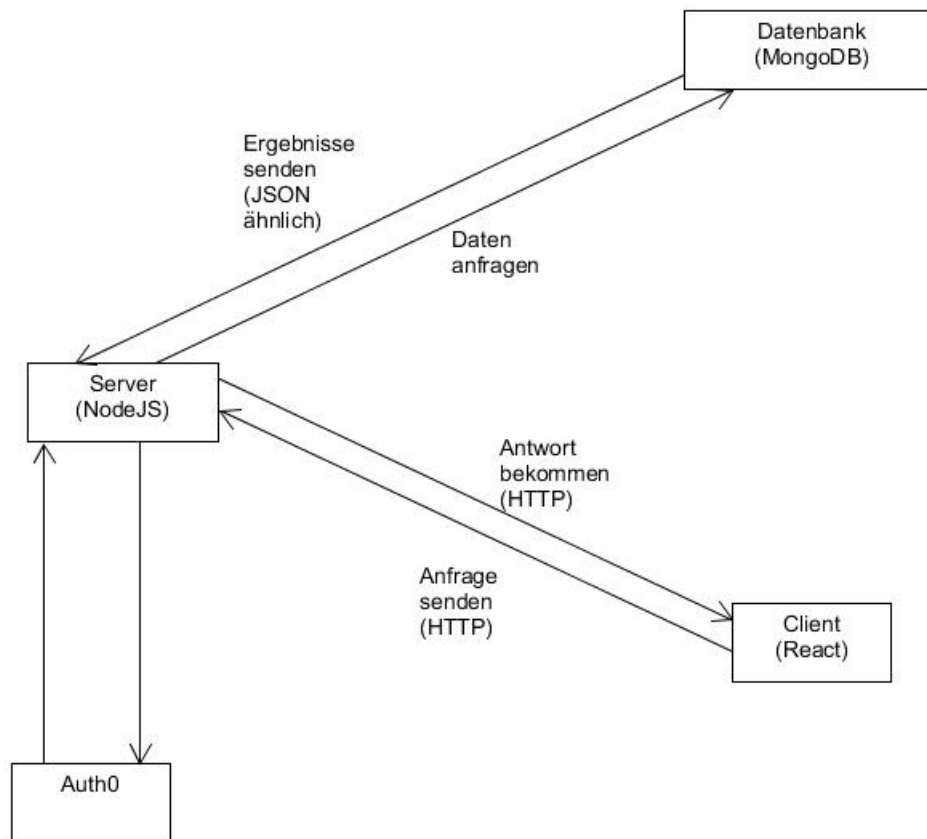 Datenbank
(MongoDB)
Ergebnisse
senden
(JSON
ähnlich)
Daten
anfragen
Server
(NodeJS)
Antwort
bekommen
(HTTP)
Anfrage
senden
(HTTP)
Client
(React)
Auth0